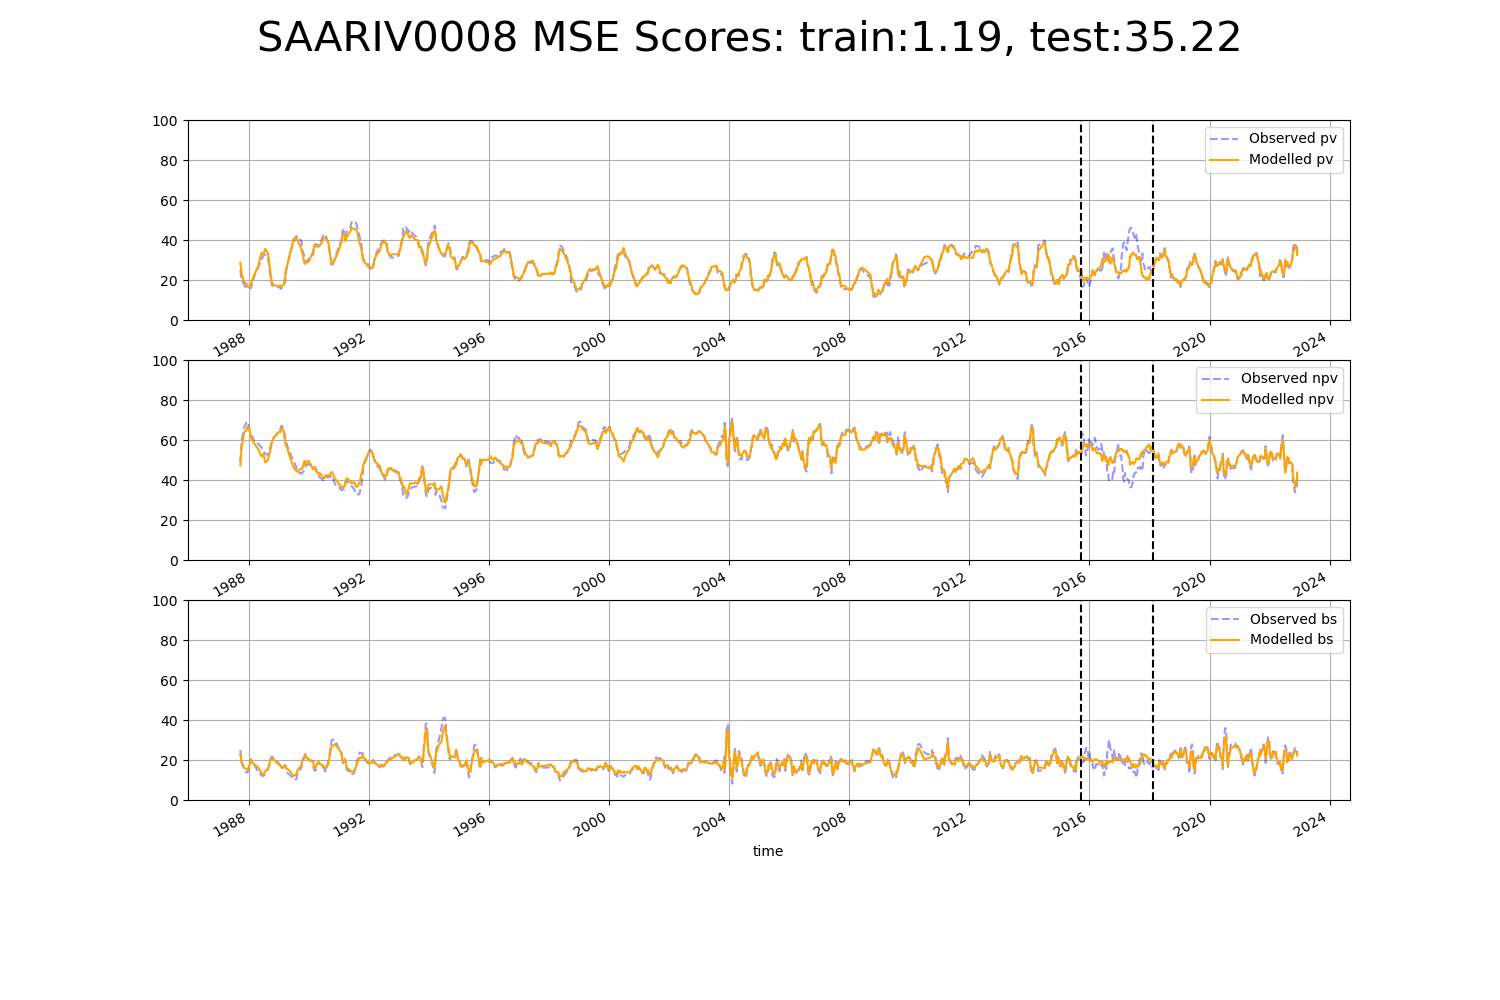 SAARIV0008 MSE Scores: train:1.19, test:35.22
100
80
60
40
20
0
Observed pv
Modelled pv
1988 1992 1996 2000 2004 2008 2012 2016 2020 2024
100
80
60
40
20
0
Observed npv
Modelled npv
1988 1992 1996 2000 2004 2008 2012 2016 2020 2024
100
80
60
40
20
0
Observed bs
Modelled bs
1988 1992 1996 2000 2004 2008 2012 2016 2020 2024
time